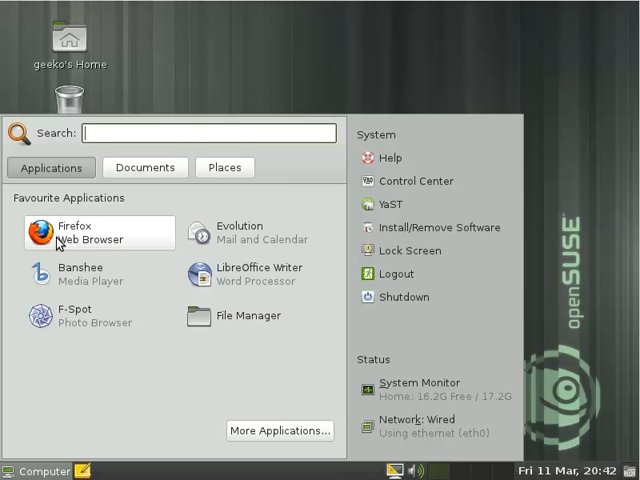 geeko's Home
Search:
Applications
Documents
Places
Favourite Applications
Firefox
Web Browser
Evolution
Mail and Calendar
Banshee
Media Player
LibreOffice Writer
Word Processor
F-Spot
Photo Browser
File Manager
More Applications...
System
Help
Control Center
YaST
Install/Remove Software
Lock Screen
Logout
Shutdown
Status
System Monitor
Home: 16.2G Free / 17.2G
Network: Wired
Using ethernet (eth0)
openSUSE
Computer
Fri 11 Mar, 20:42